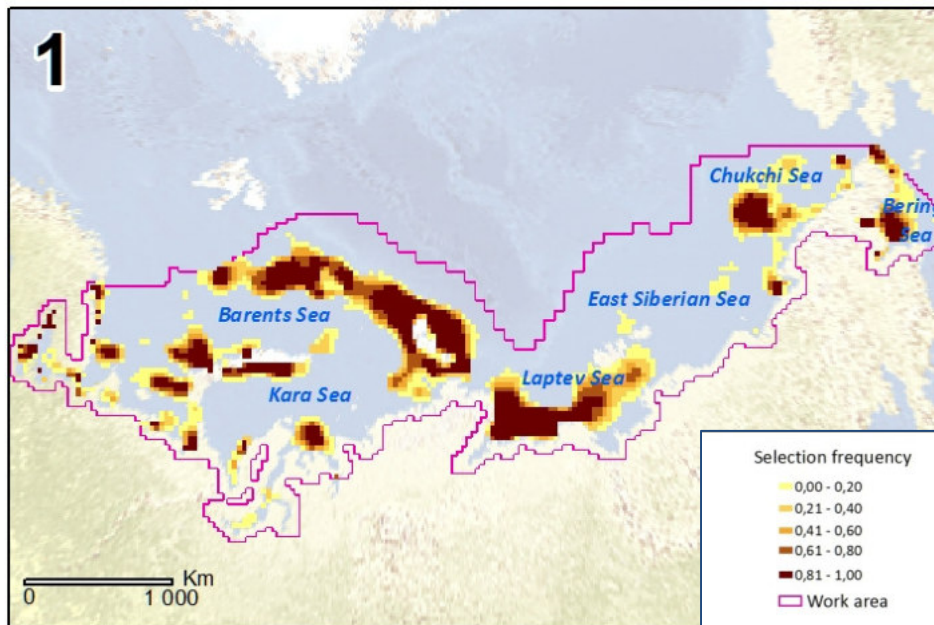 1
Chukchi Sea
Bering
Sea
East Siberian Sea
Barents Sea
Laptev Sea
Kara Sea
Selection frequency
0,00 - 0,20
0,21 - 0,40
0,41 - 0,60
0,61 - 0,80
0,81 - 1,00
Work area
Km
0 1 000